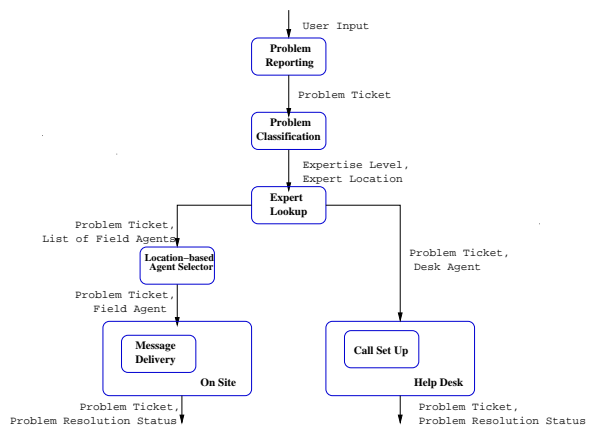 User Input
Problem
Reporting
Problem Ticket
Problem
Classification
Expertise Level,
Expert Location
Expert
Lookup
Problem Ticket,
List of Field Agents
Problem Ticket,
Desk Agent
Location-based
Agent Selector
Problem Ticket,
Field Agent
Message
Delivery
On Site
Call Set Up
Help Desk
Problem Ticket,
Problem Resolution Status
Problem Ticket,
Problem Resolution Status